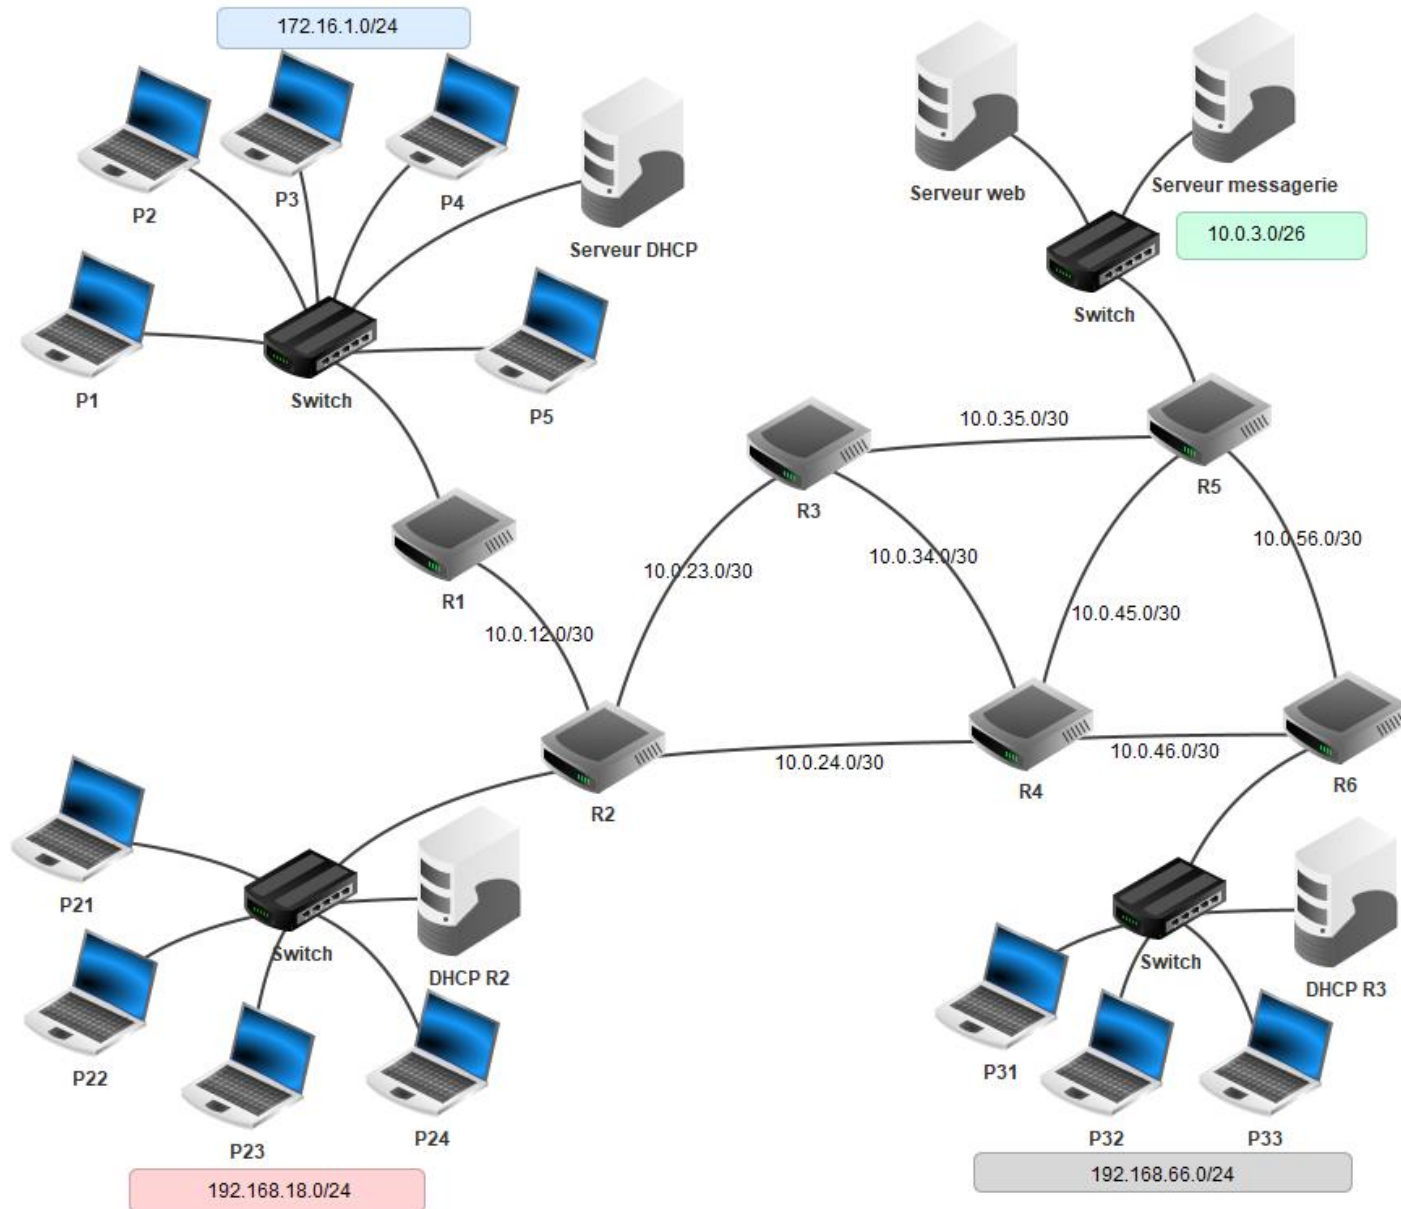 172.16.1.0/24
P2
P3
P4
Serveur DHCP
Serveur web
Serveur messagerie
10.0.3.0/26
Switch
P1
Switch
P5
10.0.35.0/30
R3
R5
10.0.23.0/30
10.0.34.0/30
10.0.56.0/30
R1
10.0.12.0/30
10.0.45.0/30
10.0.24.0/30
10.0.46.0/30
R2
R4
R6
P21
Switch
DHCP R2
P22
P23
P24
192.168.18.0/24
Switch
DHCP R3
P31
P32
P33
192.168.66.0/24